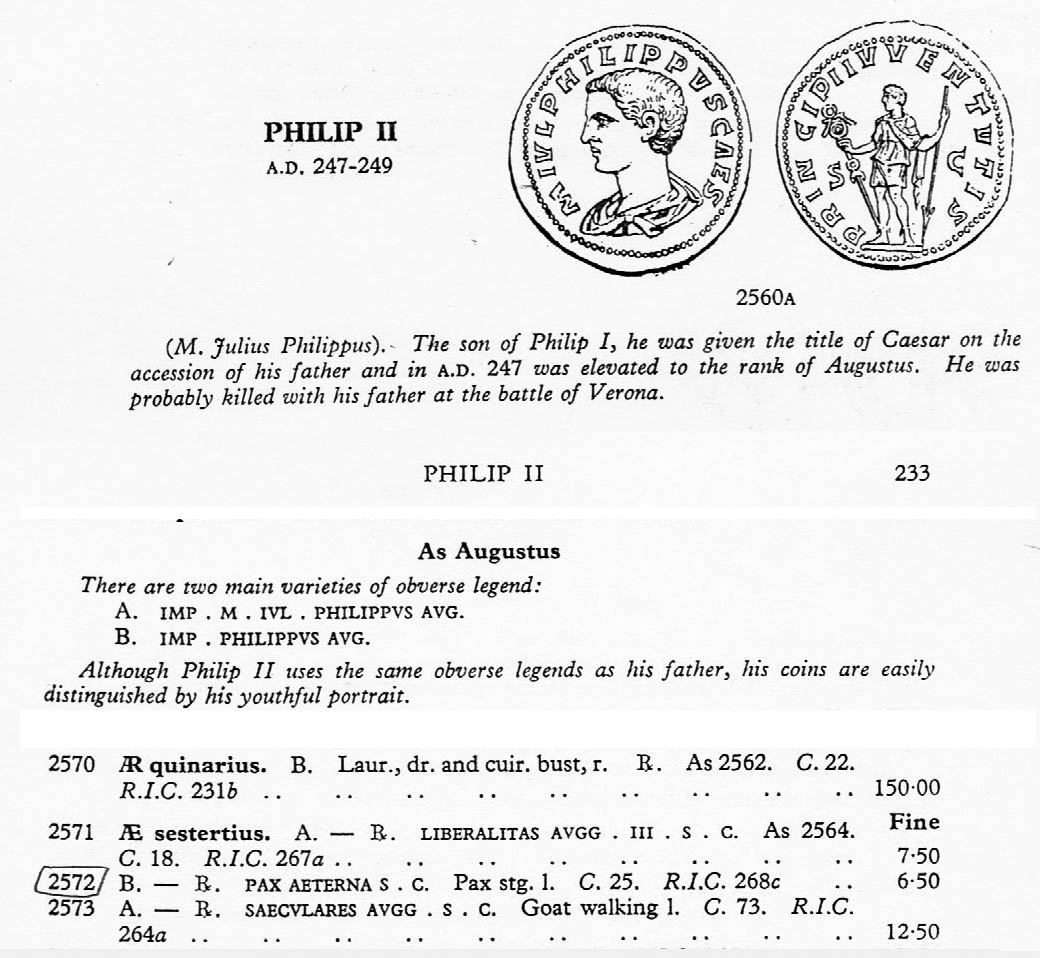 PHILIP II
A.D. 247-249
M IVL PHILIPPVS CAES
PRINCIPI IVVENTVTIS
S C
2560A
(M. Julius Philippus). The son of Philip I, he was given the title of Caesar on the
accession of his father and in A.D. 247 was elevated to the rank of Augustus. He was
probably killed with his father at the battle of Verona.
PHILIP II 233
As Augustus
There are two main varieties of obverse legend:
A. IMP . M . IVL . PHILIPPVS AVG.
B. IMP . PHILIPPVS AVG.
Although Philip II uses the same obverse legends as his father, his coins are easily
distinguished by his youthful portrait.
2570 ÆR quinarius. B. Laur., dr. and cuir. bust, r. ℞. As 2562. C. 22.
R.I.C. 231b .. .. .. .. .. .. .. .. .. 150·00
Fine
2571 Æ sestertius. A. — ℞. LIBERALITAS AVGG . III . S . C. As 2564.
C. 18. R.I.C. 267a .. .. .. .. .. .. .. .. 7·50
2572 B. — ℞. PAX AETERNA S . C. Pax stg. l. C. 25. R.I.C. 268c .. 6·50
2573 A. — ℞. SAECVLARES AVGG . S . C. Goat walking l. C. 73. R.I.C.
264a .. .. .. .. .. .. .. .. .. .. 12·50